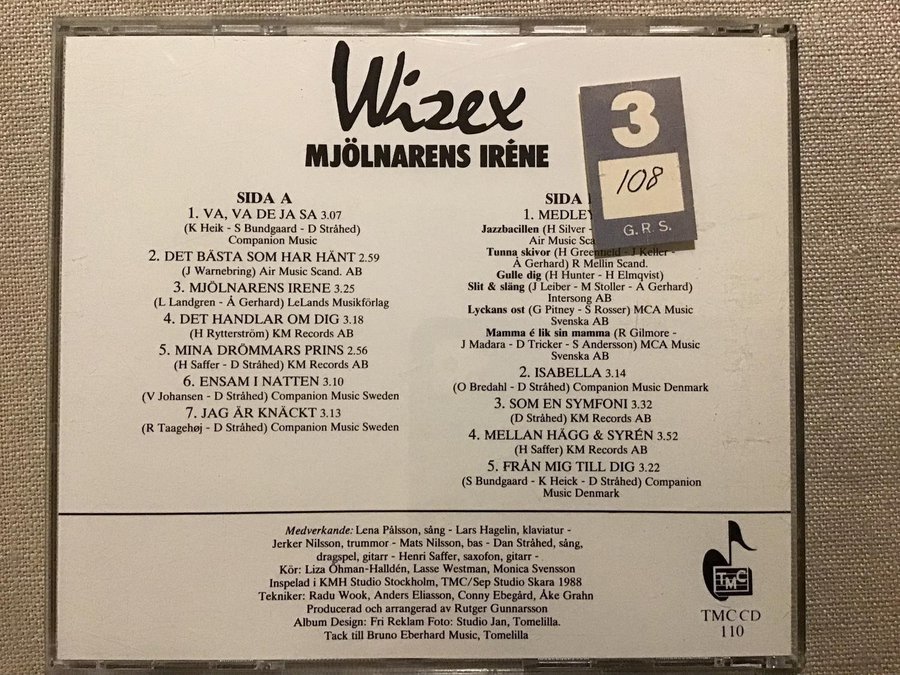 Wizex
MJÖLNARENS IRÉNE
SIDA A
1. VA, VA DE JA SA 3.07
(K Heik - S Bundgaard - D Stråhed)
Companion Music
2. DET BÄSTA SOM HAR HÄNT 2.59
(J Warnebring) Air Music Scand. AB
3. MJÖLNARENS IRENE 3.25
(L Landgren - Å Gerhard) LeLands Musikförlag
4. DET HANDLAR OM DIG 3.18
(H Rytterström) KM Records AB
5. MINA DRÖMMARS PRINS 2.56
(H Saffer - D Stråhed) KM Records AB
6. ENSAM I NATTEN 3.10
(V Johansen - D Stråhed) Companion Music Sweden
7. JAG ÄR KNÄCKT 3.13
(R Taagehøj - D Stråhed) Companion Music Sweden
SIDA
1. MEDLEY
Jazzbacillen (H Silver -
Air Music Sca
Tunna skivor (H Greenfield - J Keller -
Å Gerhard) R Mellin Scand.
Gulle dig (H Hunter - H Elmqvist)
Slit & släng (J Leiber - M Stoller - Å Gerhard)
Intersong AB
Lyckans ost (G Pitney - S Rosser) MCA Music
Svenska AB
Mamma é lik sin mamma (R Gilmore -
J Madara - D Tricker - S Andersson) MCA Music
Svenska AB
2. ISABELLA 3.14
(O Bredahl - D Stråhed) Companion Music Denmark
3. SOM EN SYMFONI 3.32
(D Stråhed) KM Records AB
4. MELLAN HÄGG & SYRÉN 3.52
(H Saffer) KM Records AB
5. FRÅN MIG TILL DIG 3.22
(S Bundgaard - K Heick - D Stråhed) Companion
Music Denmark
3
108
G.R.S.
Medverkande: Lena Pålsson, sång - Lars Hagelin, klaviatur -
Jerker Nilsson, trummor - Mats Nilsson, bas - Dan Stråhed, sång,
dragspel, gitarr - Henri Saffer, saxofon, gitarr -
Kör: Liza Öhman-Halldén, Lasse Westman, Monica Svensson
Inspelad i KMH Studio Stockholm, TMC/Sep Studio Skara 1988
Tekniker: Radu Wook, Anders Eliasson, Conny Ebegård, Åke Grahn
Producerad och arrangerad av Rutger Gunnarsson
Album Design: Fri Reklam Foto: Studio Jan, Tomelilla.
Tack till Bruno Eberhard Music, Tomelilla
TMC
TMC CD
110